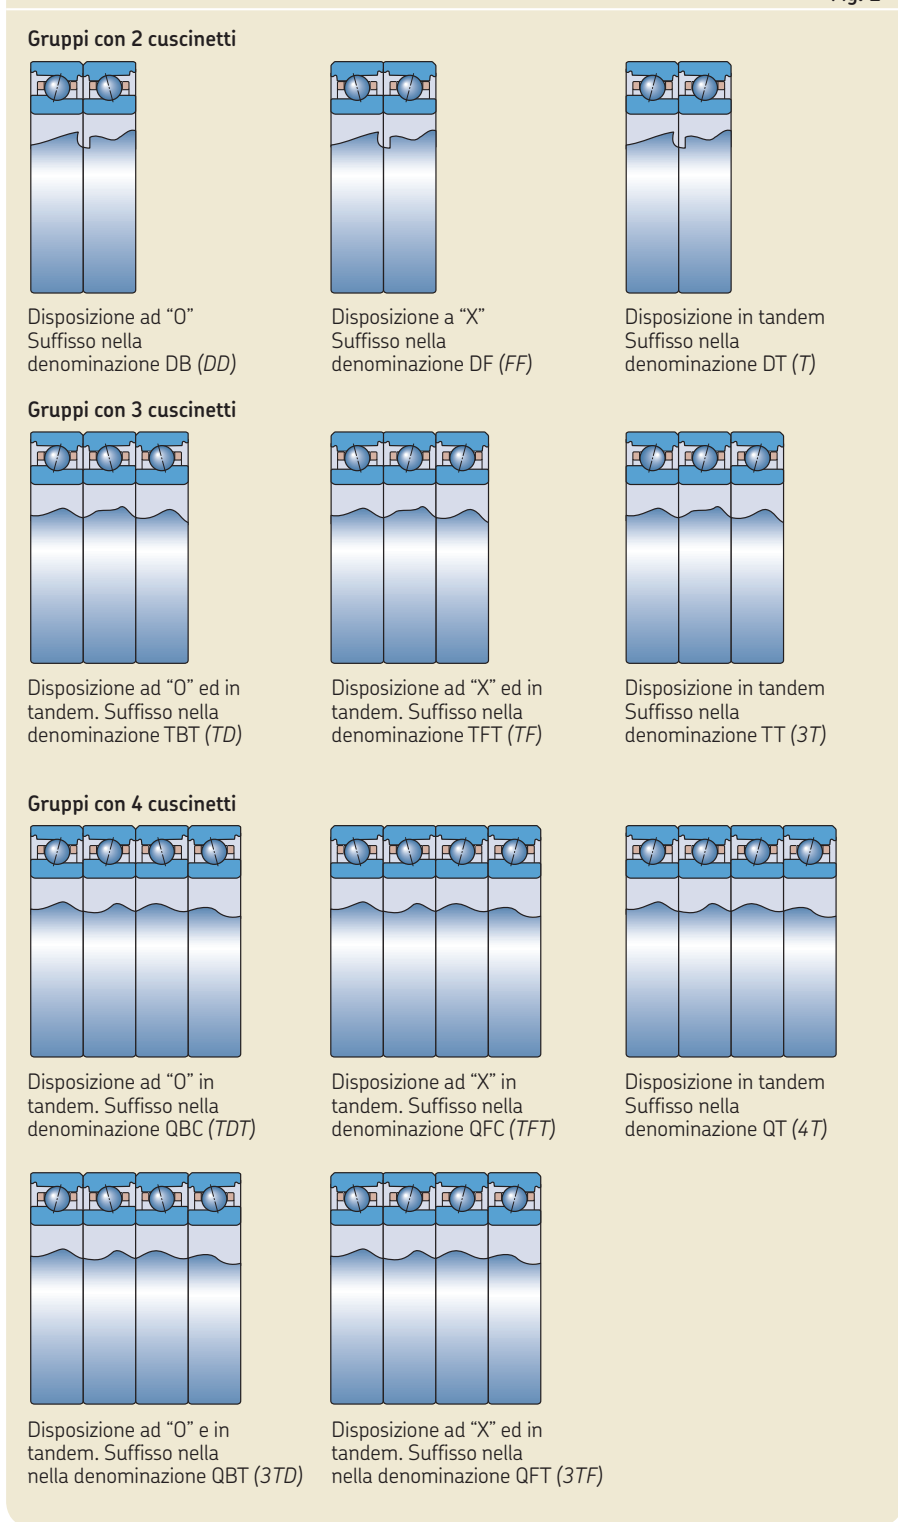 Gruppi con 2 cuscinetti
Disposizione ad “O”
Suffisso nella
denominazione DB (DD)
Disposizione a “X”
Suffisso nella
denominazione DF (FF)
Disposizione in tandem
Suffisso nella
denominazione DT (T)
Gruppi con 3 cuscinetti
Disposizione ad “O” ed in
tandem. Suffisso nella
denominazione TBT (TD)
Disposizione ad “X” ed in
tandem. Suffisso nella
denominazione TFT (TF)
Disposizione in tandem
Suffisso nella
denominazione TT (3T)
Gruppi con 4 cuscinetti
Disposizione ad “O” in
tandem. Suffisso nella
denominazione QBC (TDT)
Disposizione ad “X” in
tandem. Suffisso nella
denominazione QFC (TFT)
Disposizione in tandem
Suffisso nella
denominazione QT (4T)
Disposizione ad “O” e in
tandem. Suffisso nella
nella denominazione QBT (3TD)
Disposizione ad “X” ed in
tandem. Suffisso nella
nella denominazione QFT (3TF)